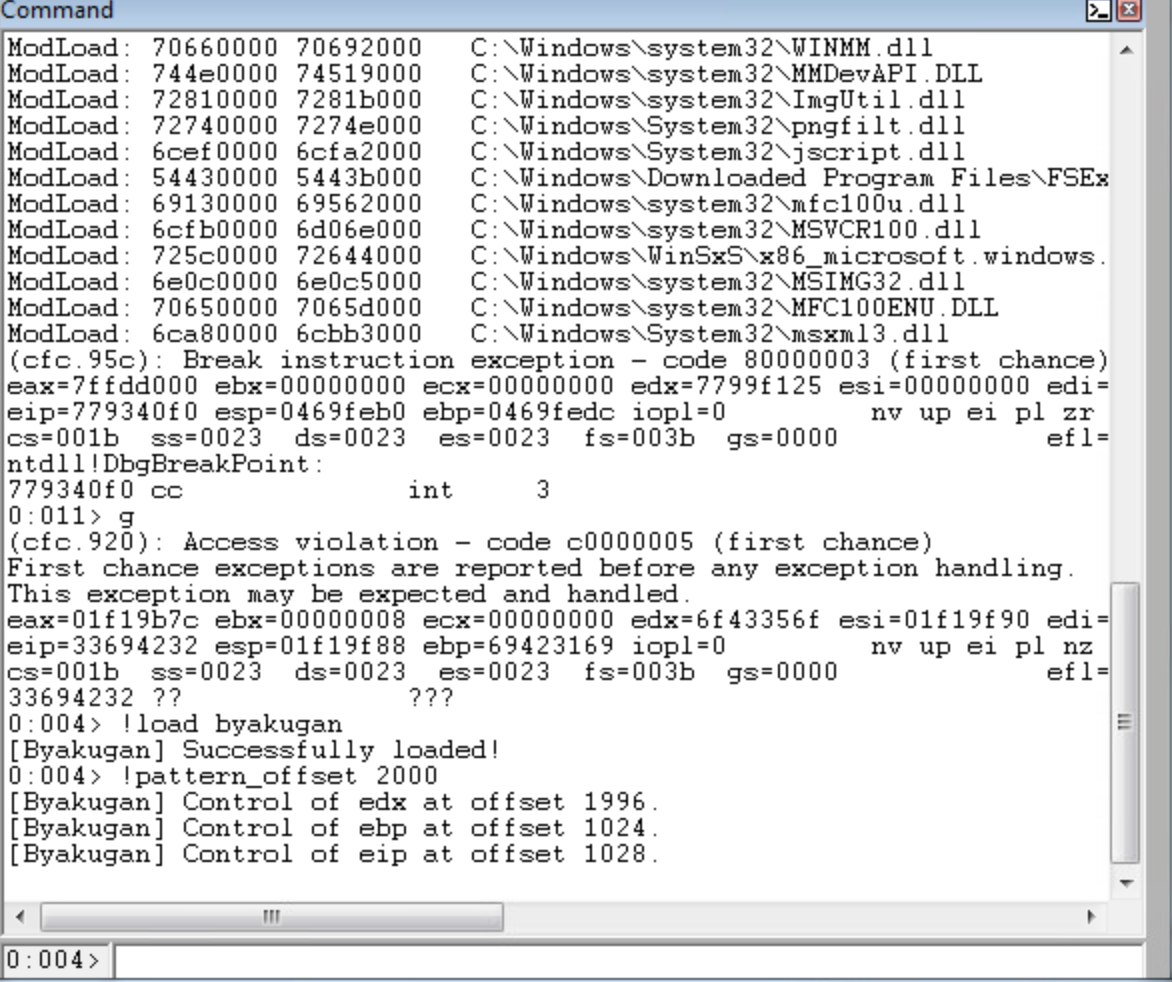 Command
ModLoad: 70660000 70692000   C:\Windows\system32\WINMM.dll
ModLoad: 744e0000 74519000   C:\Windows\system32\MMDevAPI.DLL
ModLoad: 72810000 7281b000   C:\Windows\system32\ImgUtil.dll
ModLoad: 72740000 7274e000   C:\Windows\System32\pngfilt.dll
ModLoad: 6cef0000 6cfa2000   C:\Windows\System32\jscript.dll
ModLoad: 54430000 5443b000   C:\Windows\Downloaded Program Files\FSEx
ModLoad: 69130000 69562000   C:\Windows\system32\mfc100u.dll
ModLoad: 6cfb0000 6d06e000   C:\Windows\system32\MSVCR100.dll
ModLoad: 725c0000 72644000   C:\Windows\WinSxS\x86_microsoft.windows.
ModLoad: 6e0c0000 6e0c5000   C:\Windows\system32\MSIMG32.dll
ModLoad: 70650000 7065d000   C:\Windows\system32\MFC100ENU.DLL
ModLoad: 6ca80000 6cbb3000   C:\Windows\System32\msxml3.dll
(cfc.95c): Break instruction exception - code 80000003 (first chance)
eax=7ffdd000 ebx=00000000 ecx=00000000 edx=7799f125 esi=00000000 edi=
eip=779340f0 esp=0469feb0 ebp=0469fedc iopl=0         nv up ei pl zr
cs=001b  ss=0023  ds=0023  es=0023  fs=003b  gs=0000             efl=
ntdll!DbgBreakPoint:
779340f0 cc              int     3
0:011> g
(cfc.920): Access violation - code c0000005 (first chance)
First chance exceptions are reported before any exception handling.
This exception may be expected and handled.
eax=01f19b7c ebx=00000008 ecx=00000000 edx=6f43356f esi=01f19f90 edi=
eip=33694232 esp=01f19f88 ebp=69423169 iopl=0         nv up ei pl nz
cs=001b  ss=0023  ds=0023  es=0023  fs=003b  gs=0000             efl=
33694232 ??              ???
0:004> !load byakugan
[Byakugan] Successfully loaded!
0:004> !pattern_offset 2000
[Byakugan] Control of edx at offset 1996.
[Byakugan] Control of ebp at offset 1024.
[Byakugan] Control of eip at offset 1028.
0:004>